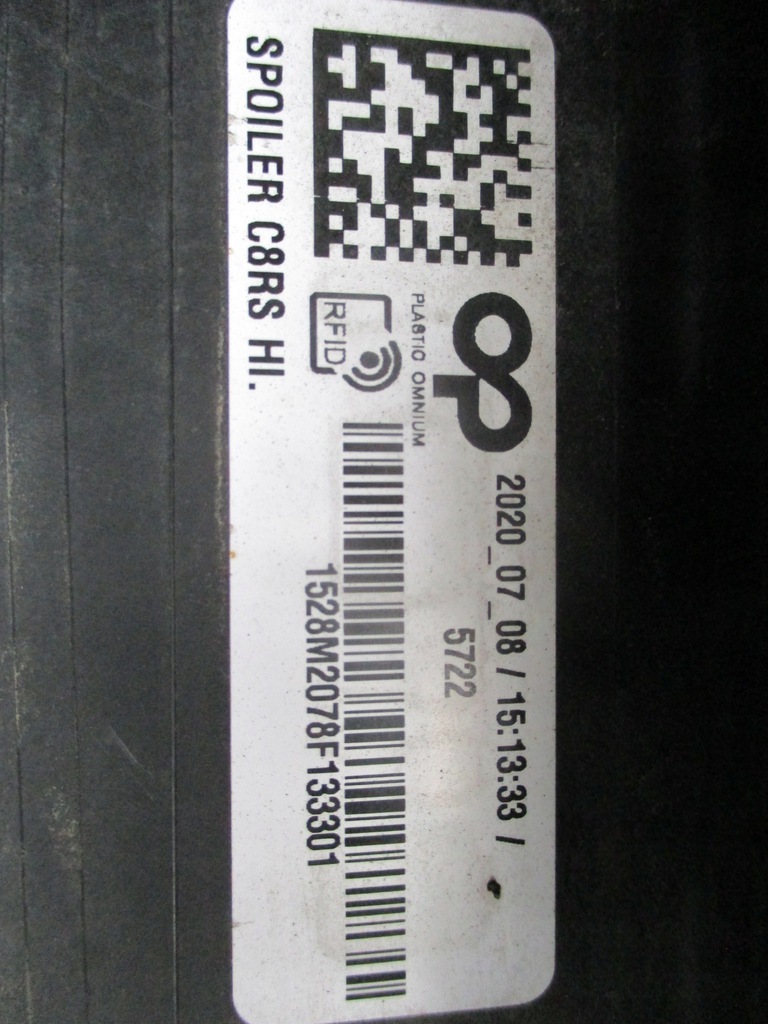 2020_07_08 / 15:13:33 /
5722
PLASTIC OMNIUM
RFID
1528M2078F133301
SPOILER C8RS HI.